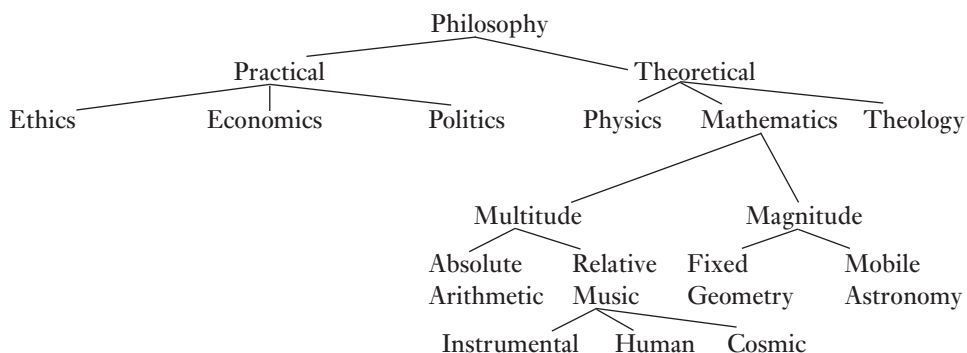 Philosophy
Practical Theoretical
Ethics Economics Politics Physics Mathematics Theology
Multitude Magnitude
Absolute Relative Fixed Mobile
Arithmetic Music Geometry Astronomy
Instrumental Human Cosmic